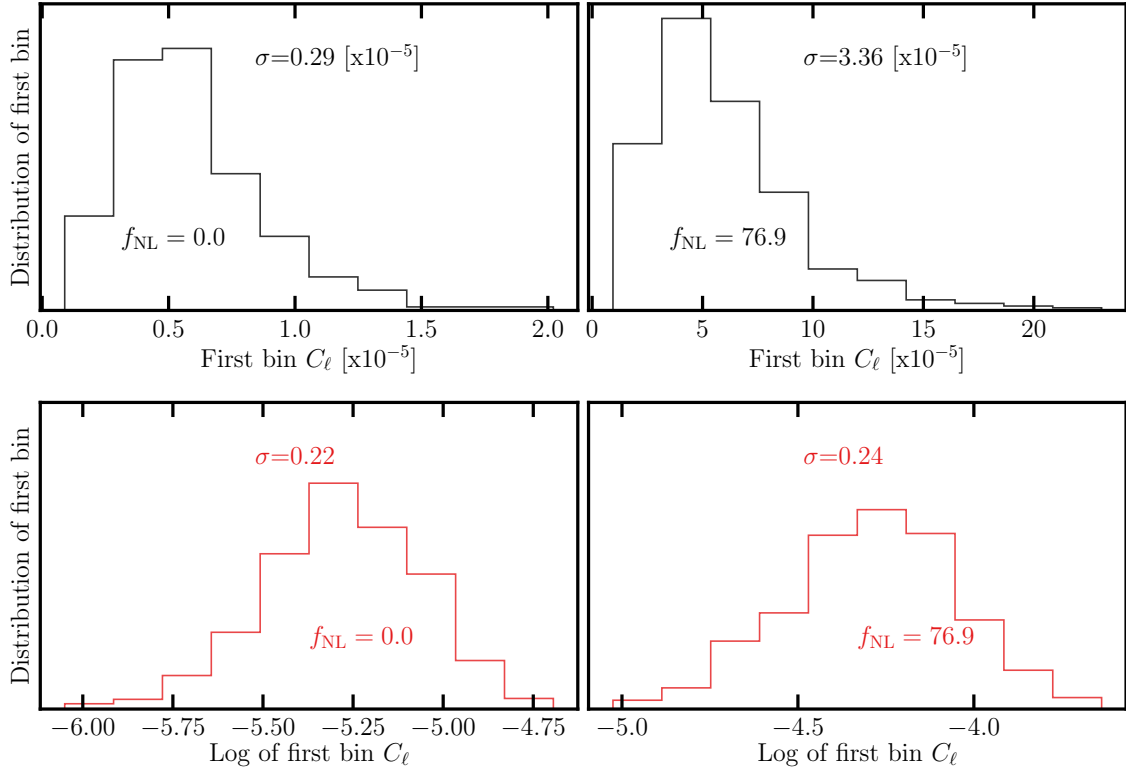 Distribution of first bin
σ=0.29 [x10⁻⁵]
f_NL = 0.0
0.0 0.5 1.0 1.5 2.0
First bin C_ℓ [x10⁻⁵]
σ=3.36 [x10⁻⁵]
f_NL = 76.9
0 5 10 15 20
First bin C_ℓ [x10⁻⁵]
Distribution of first bin
σ=0.22
f_NL = 0.0
−6.00 −5.75 −5.50 −5.25 −5.00 −4.75
Log of first bin C_ℓ
σ=0.24
f_NL = 76.9
−5.0 −4.5 −4.0
Log of first bin C_ℓ